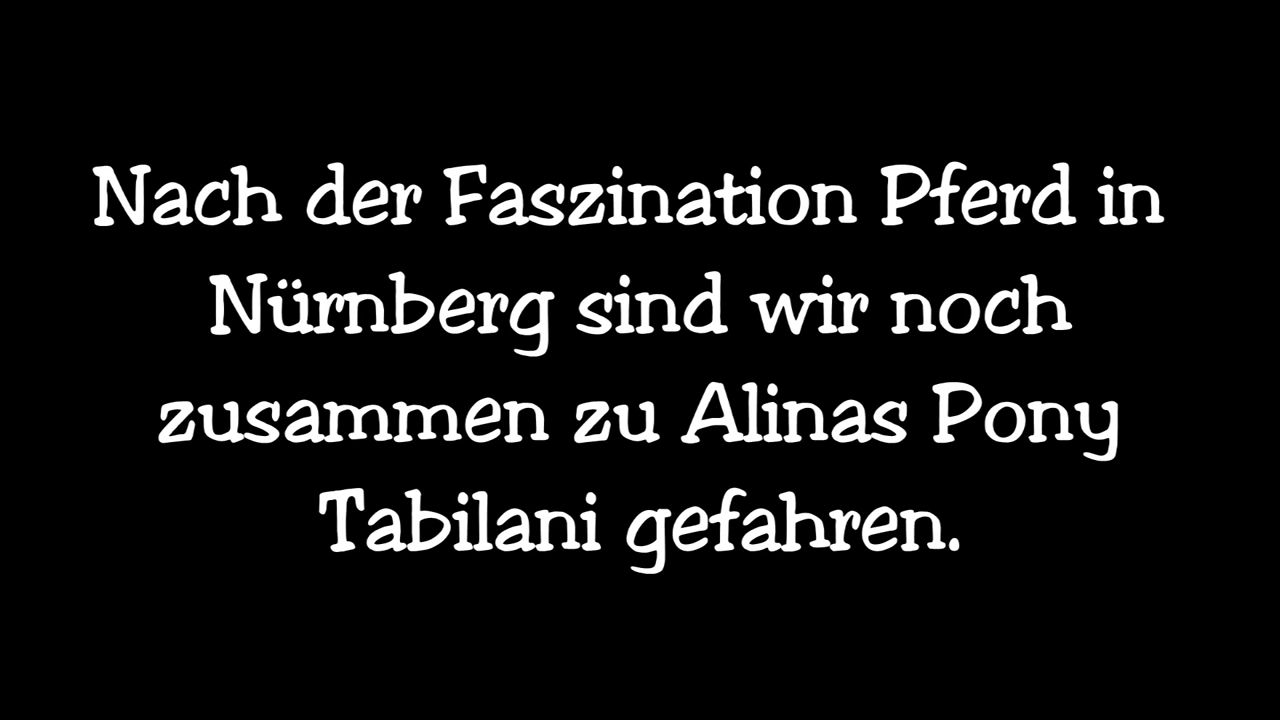 Nach der Faszination Pferd in
Nürnberg sind wir noch
zusammen zu Alinas Pony
Tabilani gefahren.